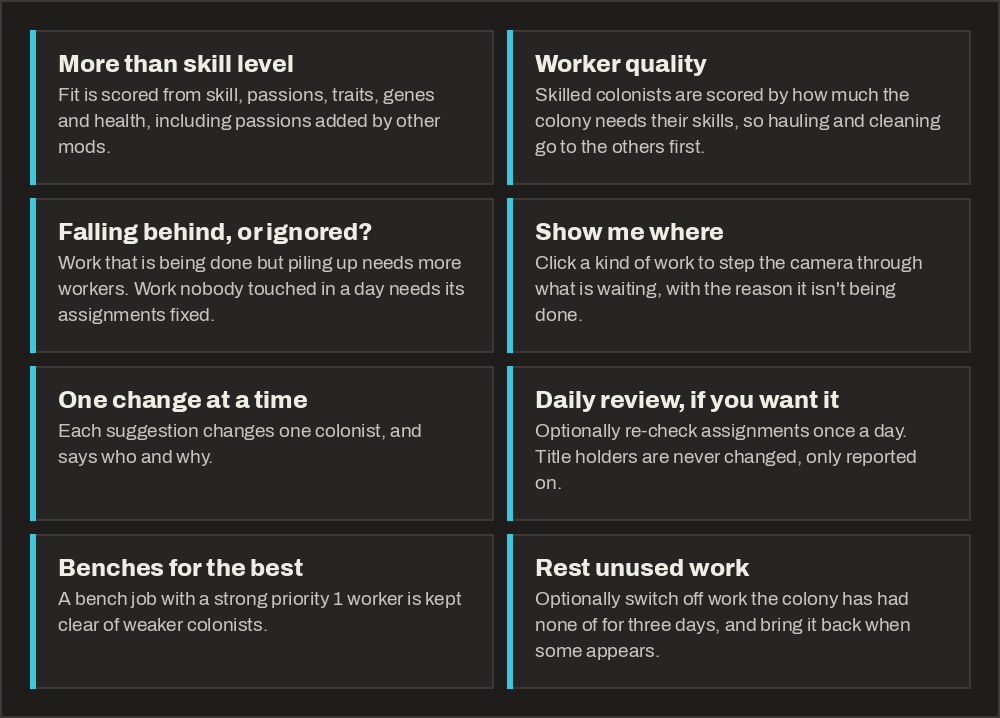 More than skill level
Fit is scored from skill, passions, traits, genes
and health, including passions added by other
mods.
Worker quality
Skilled colonists are scored by how much the
colony needs their skills, so hauling and cleaning
go to the others first.
Falling behind, or ignored?
Work that is being done but piling up needs more
workers. Work nobody touched in a day needs its
assignments fixed.
Show me where
Click a kind of work to step the camera through
what is waiting, with the reason it isn't being
done.
One change at a time
Each suggestion changes one colonist, and
says who and why.
Daily review, if you want it
Optionally re-check assignments once a day.
Title holders are never changed, only reported
on.
Benches for the best
A bench job with a strong priority 1 worker is kept
clear of weaker colonists.
Rest unused work
Optionally switch off work the colony has had
none of for three days, and bring it back when
some appears.